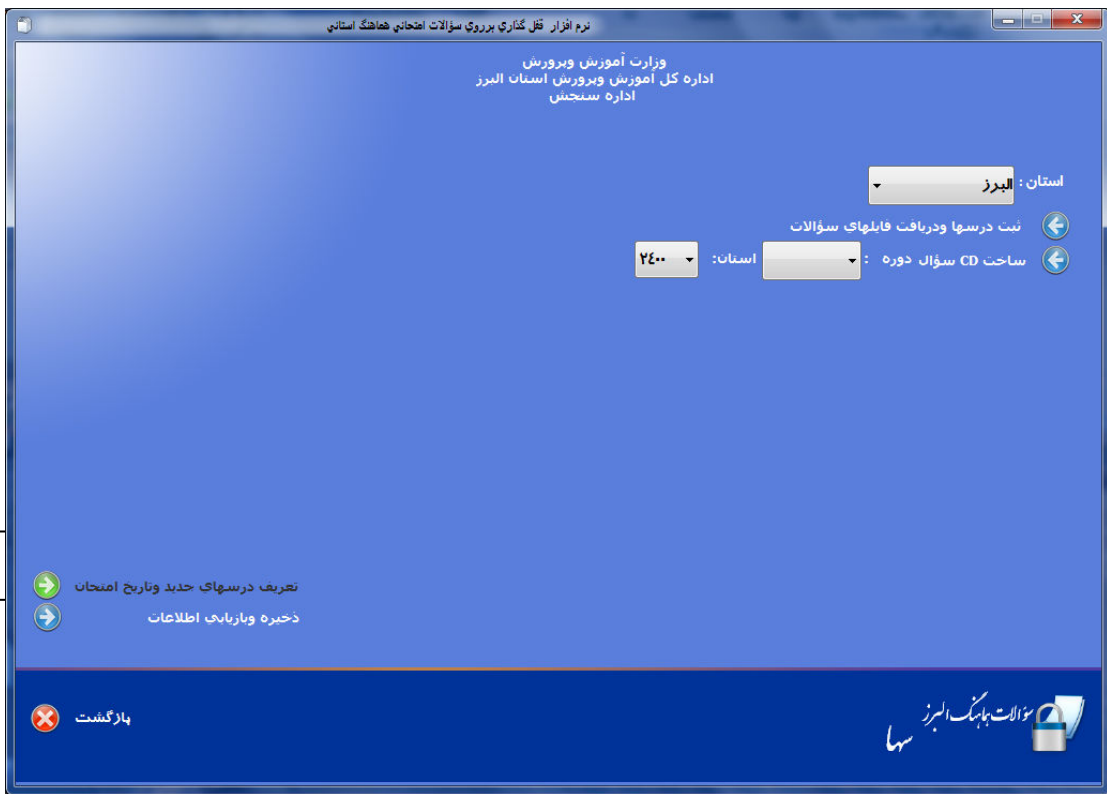 نرم افزار قفل گذاري برروي سؤالات امتحاني هماهنگ استاني
وزارت آموزش وپرورش
اداره کل آموزش وپرورش استان البرز
اداره سنجش
استان : البرز
ثبت درسها ودریافت فایلهای سؤالات
ساخت CD سؤال دوره : استان: ٢٤٠٠
تعریف درسهای جدید وتاریخ امتحان
ذخیره وبازیابی اطلاعات
بازگشت
سؤالات هماهنگ البرز
سها